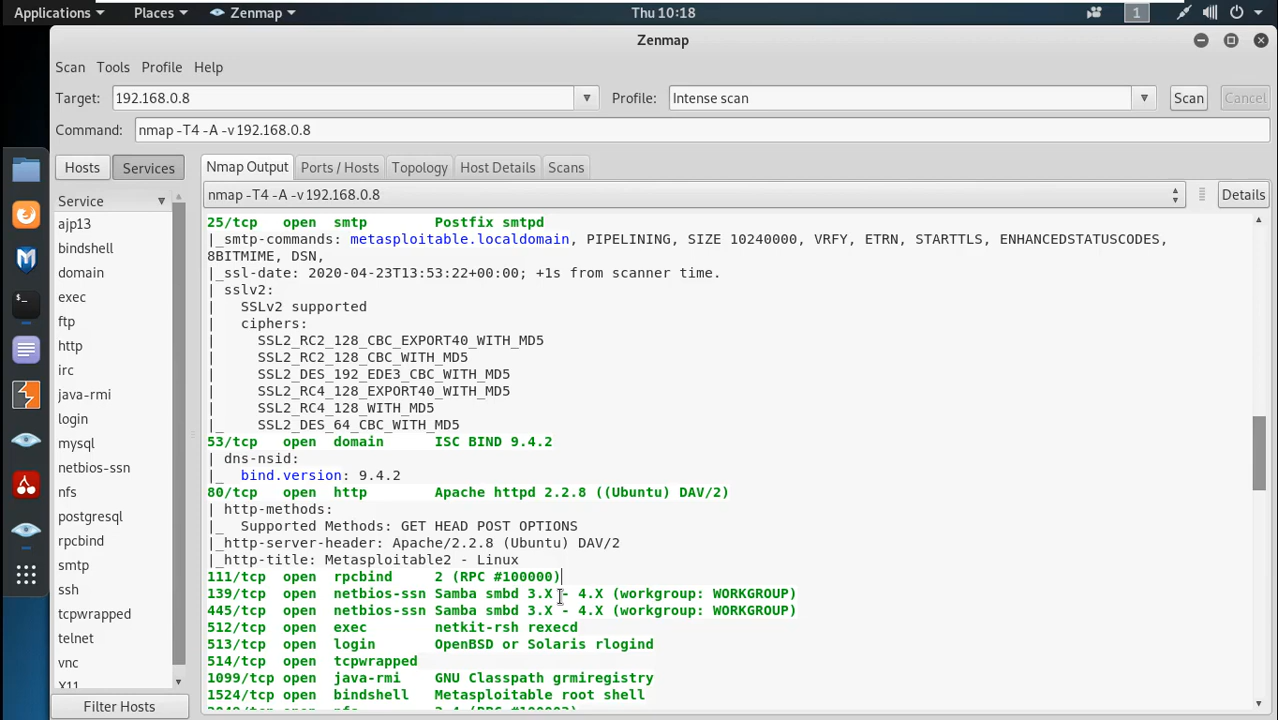 Applications Places Zenmap Thu 10:18 1
Zenmap
Scan Tools Profile Help
Target: 192.168.0.8 Profile: Intense scan Scan Cancel
Command: nmap -T4 -A -v 192.168.0.8
Hosts Services Nmap Output Ports / Hosts Topology Host Details Scans
Service
nmap -T4 -A -v 192.168.0.8 Details
ajp13
bindshell
domain
exec
ftp
http
irc
java-rmi
login
mysql
netbios-ssn
nfs
postgresql
rpcbind
smtp
ssh
tcpwrapped
telnet
vnc
X11
Filter Hosts
25/tcp open smtp Postfix smtpd
|_smtp-commands: metasploitable.localdomain, PIPELINING, SIZE 10240000, VRFY, ETRN, STARTTLS, ENHANCEDSTATUSCODES,
8BITMIME, DSN,
|_ssl-date: 2020-04-23T13:53:22+00:00; +1s from scanner time.
| sslv2:
| SSLv2 supported
| ciphers:
| SSL2_RC2_128_CBC_EXPORT40_WITH_MD5
| SSL2_RC2_128_CBC_WITH_MD5
| SSL2_DES_192_EDE3_CBC_WITH_MD5
| SSL2_RC4_128_EXPORT40_WITH_MD5
| SSL2_RC4_128_WITH_MD5
|_ SSL2_DES_64_CBC_WITH_MD5
53/tcp open domain ISC BIND 9.4.2
| dns-nsid:
|_ bind.version: 9.4.2
80/tcp open http Apache httpd 2.2.8 ((Ubuntu) DAV/2)
| http-methods:
|_ Supported Methods: GET HEAD POST OPTIONS
|_http-server-header: Apache/2.2.8 (Ubuntu) DAV/2
|_http-title: Metasploitable2 - Linux
111/tcp open rpcbind 2 (RPC #100000)
139/tcp open netbios-ssn Samba smbd 3.X - 4.X (workgroup: WORKGROUP)
445/tcp open netbios-ssn Samba smbd 3.X - 4.X (workgroup: WORKGROUP)
512/tcp open exec netkit-rsh rexecd
513/tcp open login OpenBSD or Solaris rlogind
514/tcp open tcpwrapped
1099/tcp open java-rmi GNU Classpath grmiregistry
1524/tcp open bindshell Metasploitable root shell
2049/tcp open nfs 2-4 (RPC #100003)